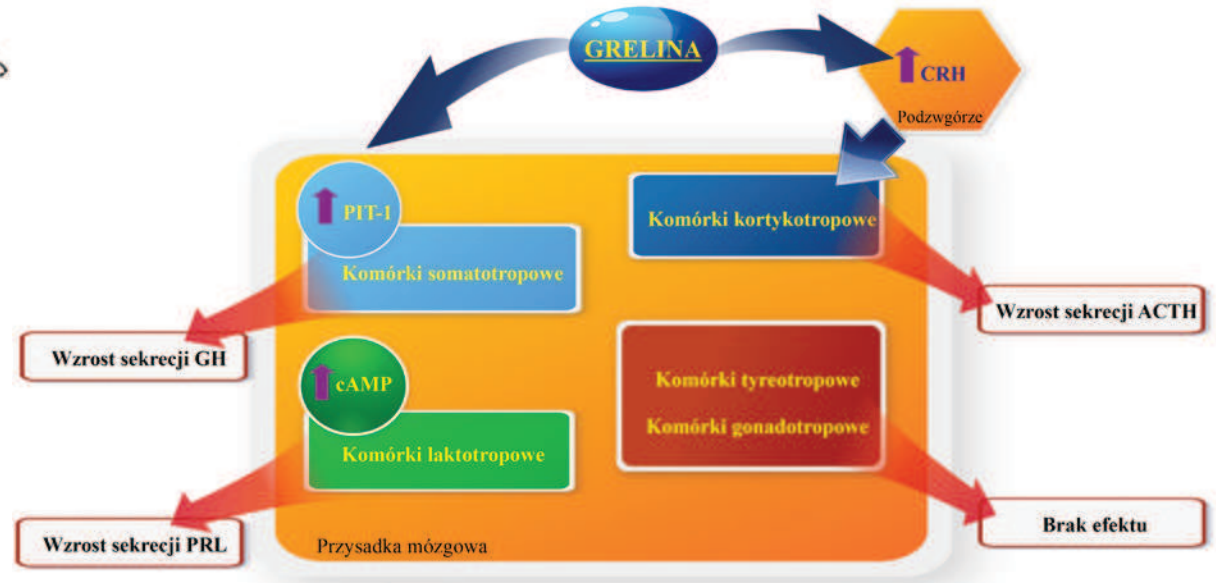 GRELINA
CRH
Podzwgórze
PIT-1
Komórki somatotropowe
Komórki kortykotropowe
Wzrost sekrecji GH
Wzrost sekrecji ACTH
cAMP
Komórki laktotropowe
Komórki tyreotropowe
Komórki gonadotropowe
Wzrost sekrecji PRL
Brak efektu
Przysadka mózgowa